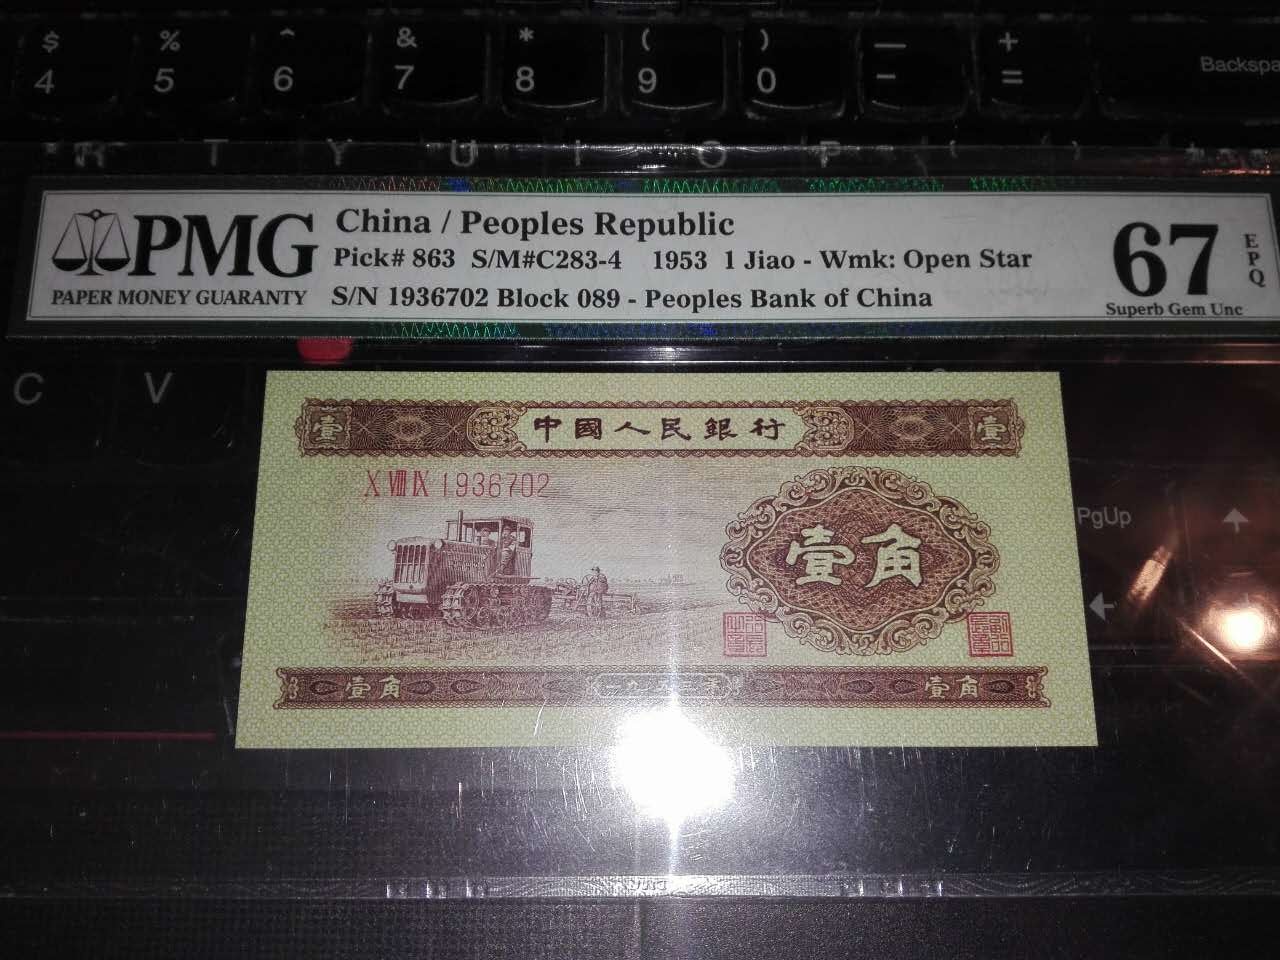 $ % ^ & * ( ) — +
4 5 6 7 8 9 0 - =
R T Y U I O P
PMG
PAPER MONEY GUARANTY
China / Peoples Republic
Pick# 863 S/M#C283-4 1953 1 Jiao - Wmk: Open Star
S/N 1936702 Block 089 - Peoples Bank of China
67
EPQ
Superb Gem Unc
C V
壹 中國人民銀行 壹
X VIII IX 1936702
壹角
PgUp
壹角 壹角